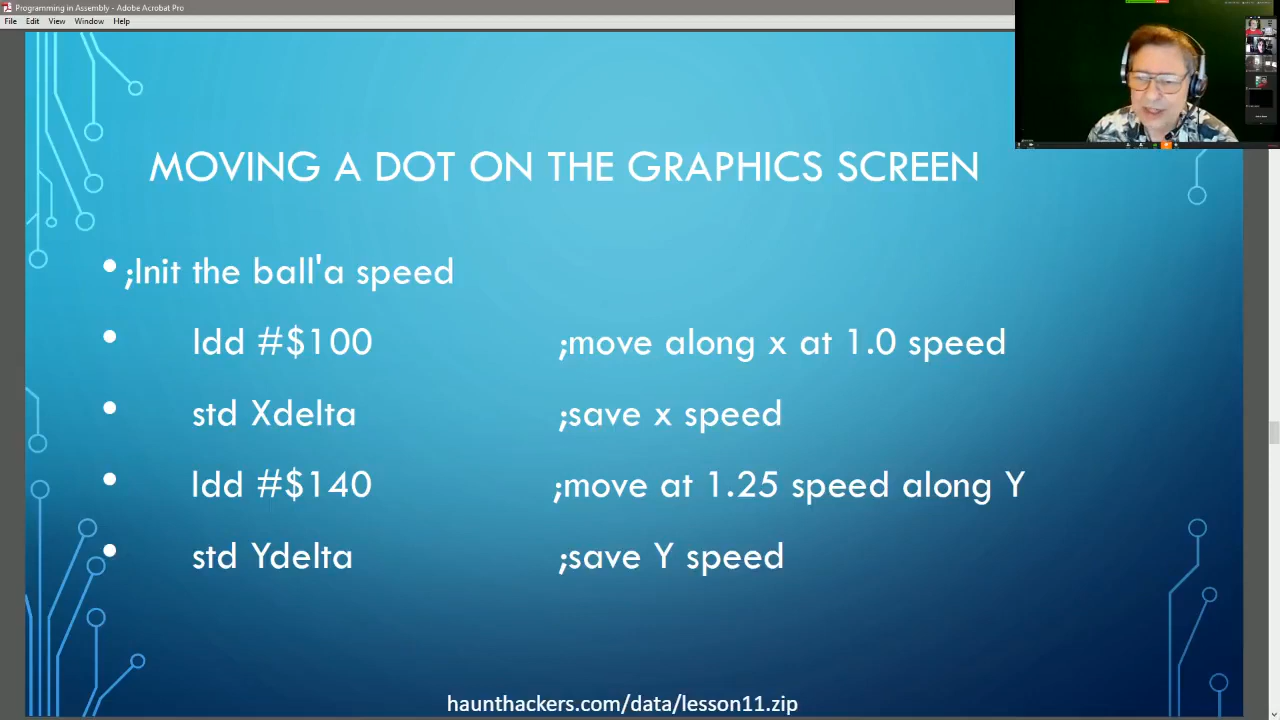 Programming in Assembly - Adobe Acrobat Pro
File Edit View Window Help
MOVING A DOT ON THE GRAPHICS SCREEN
;Init the ball'a speed
ldd #$100 ;move along x at 1.0 speed
std Xdelta ;save x speed
ldd #$140 ;move at 1.25 speed along Y
std Ydelta ;save Y speed
haunthackers.com/data/lesson11.zip